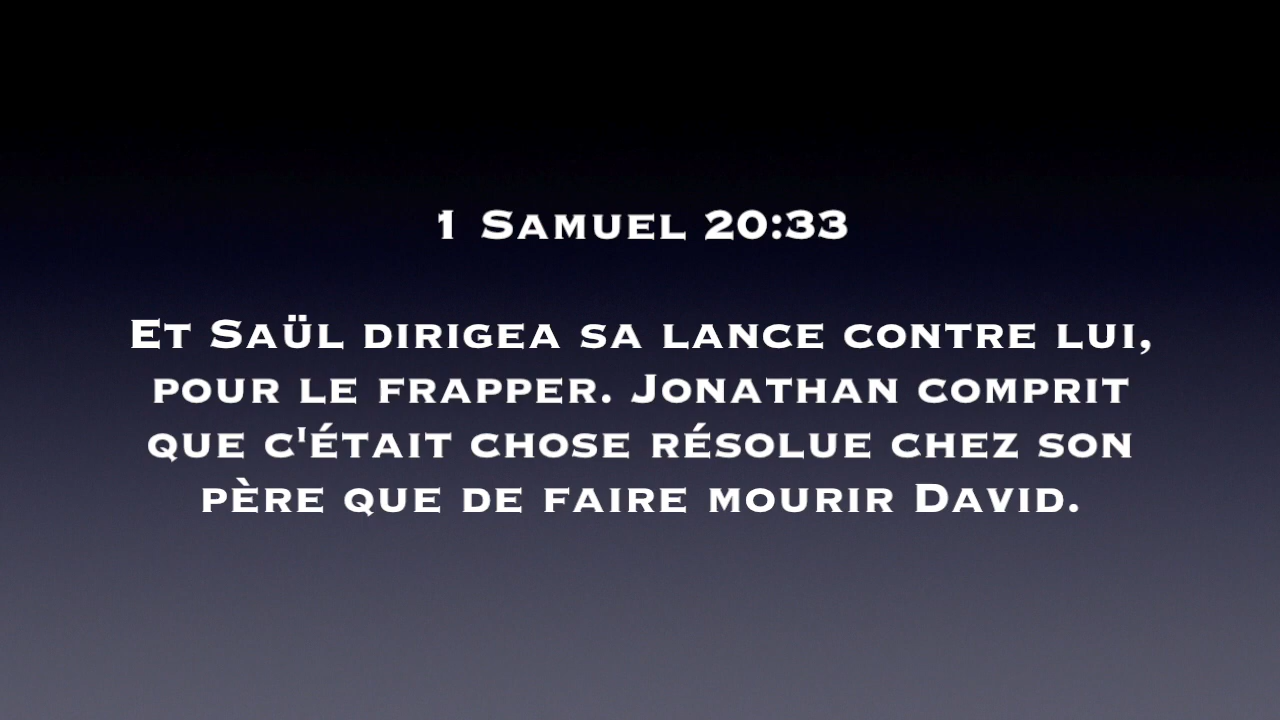 1 Samuel 20:33
Et Saül dirigea sa lance contre lui,
pour le frapper. Jonathan comprit
que c'était chose résolue chez son
père que de faire mourir David.